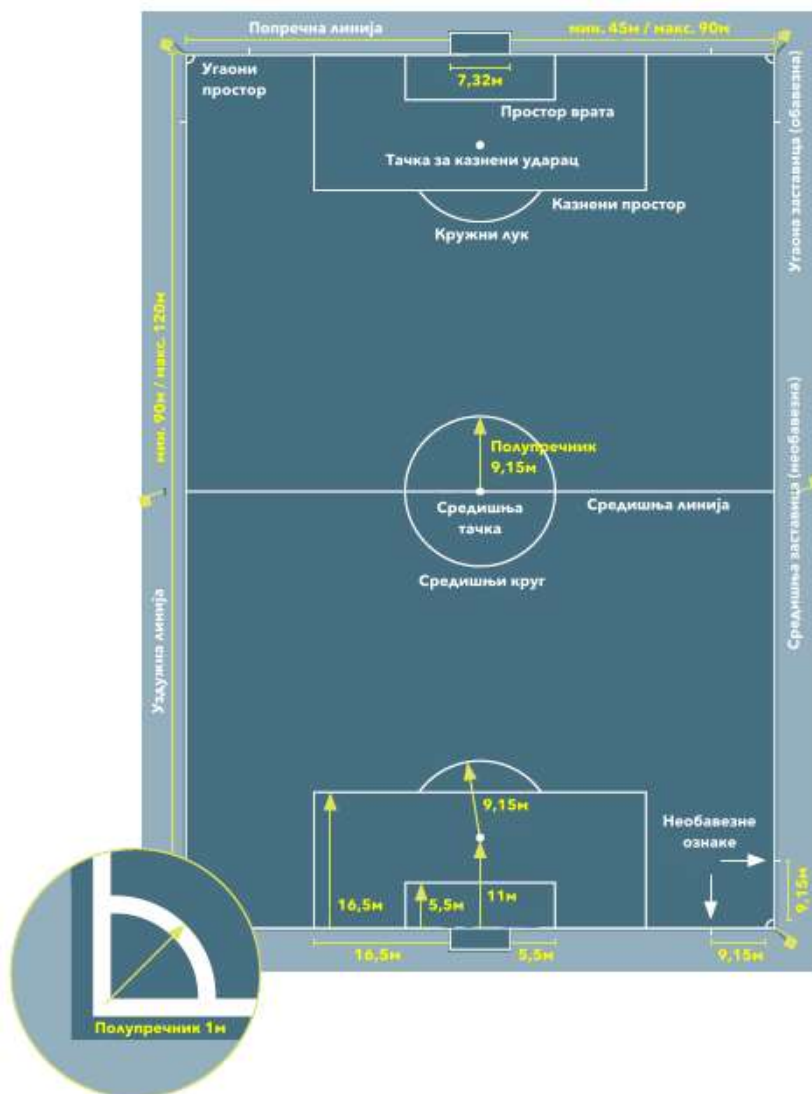 Попречна линија
мин. 45м / макс. 90м
Угаони
простор
7,32м
Простор врата
Тачка за казнени ударац
Казнени простор
Кружни лук
Угаона заставица (обавезна)
мин. 90м / макс. 120м
Полупречник
9,15м
Средишња
тачка
Средишња линија
Средишњи круг
Средишња заставица (необавезна)
Уздужна линија
9,15м
Необавезне
ознаке
16,5м
5,5м
11м
9,15м
16,5м
5,5м
9,15м
Полупречник 1м